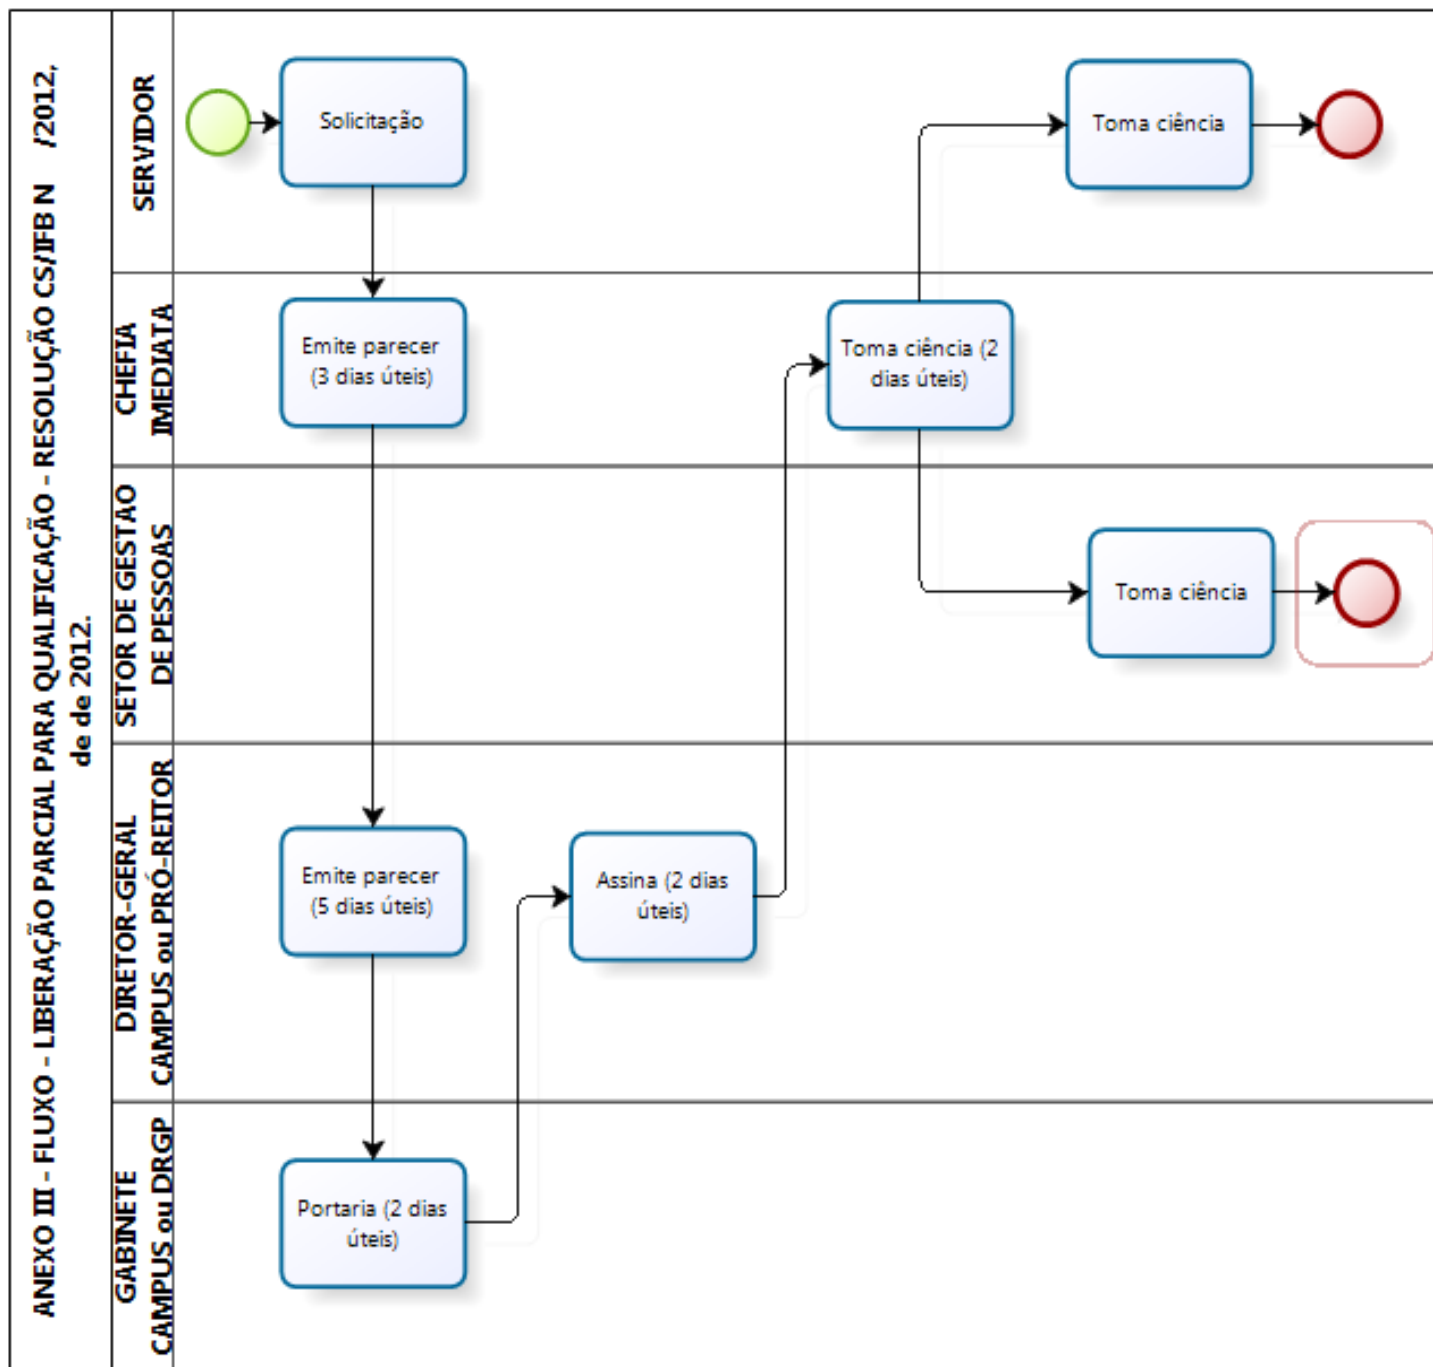 ANEXO III - FLUXO - LIBERAÇÃO PARCIAL PARA QUALIFICAÇÃO - RESOLUÇÃO CS/IFB N /2012,
de de 2012.
SERVIDOR
Solicitação
Toma ciência
CHEFIA
IMEDIATA
Emite parecer
(3 dias úteis)
Toma ciência (2
dias úteis)
SETOR DE GESTAO
DE PESSOAS
Toma ciência
DIRETOR-GERAL
CAMPUS ou PRÓ-REITOR
Emite parecer
(5 dias úteis)
Assina (2 dias
úteis)
GABINETE
CAMPUS ou DRGP
Portaria (2 dias
úteis)